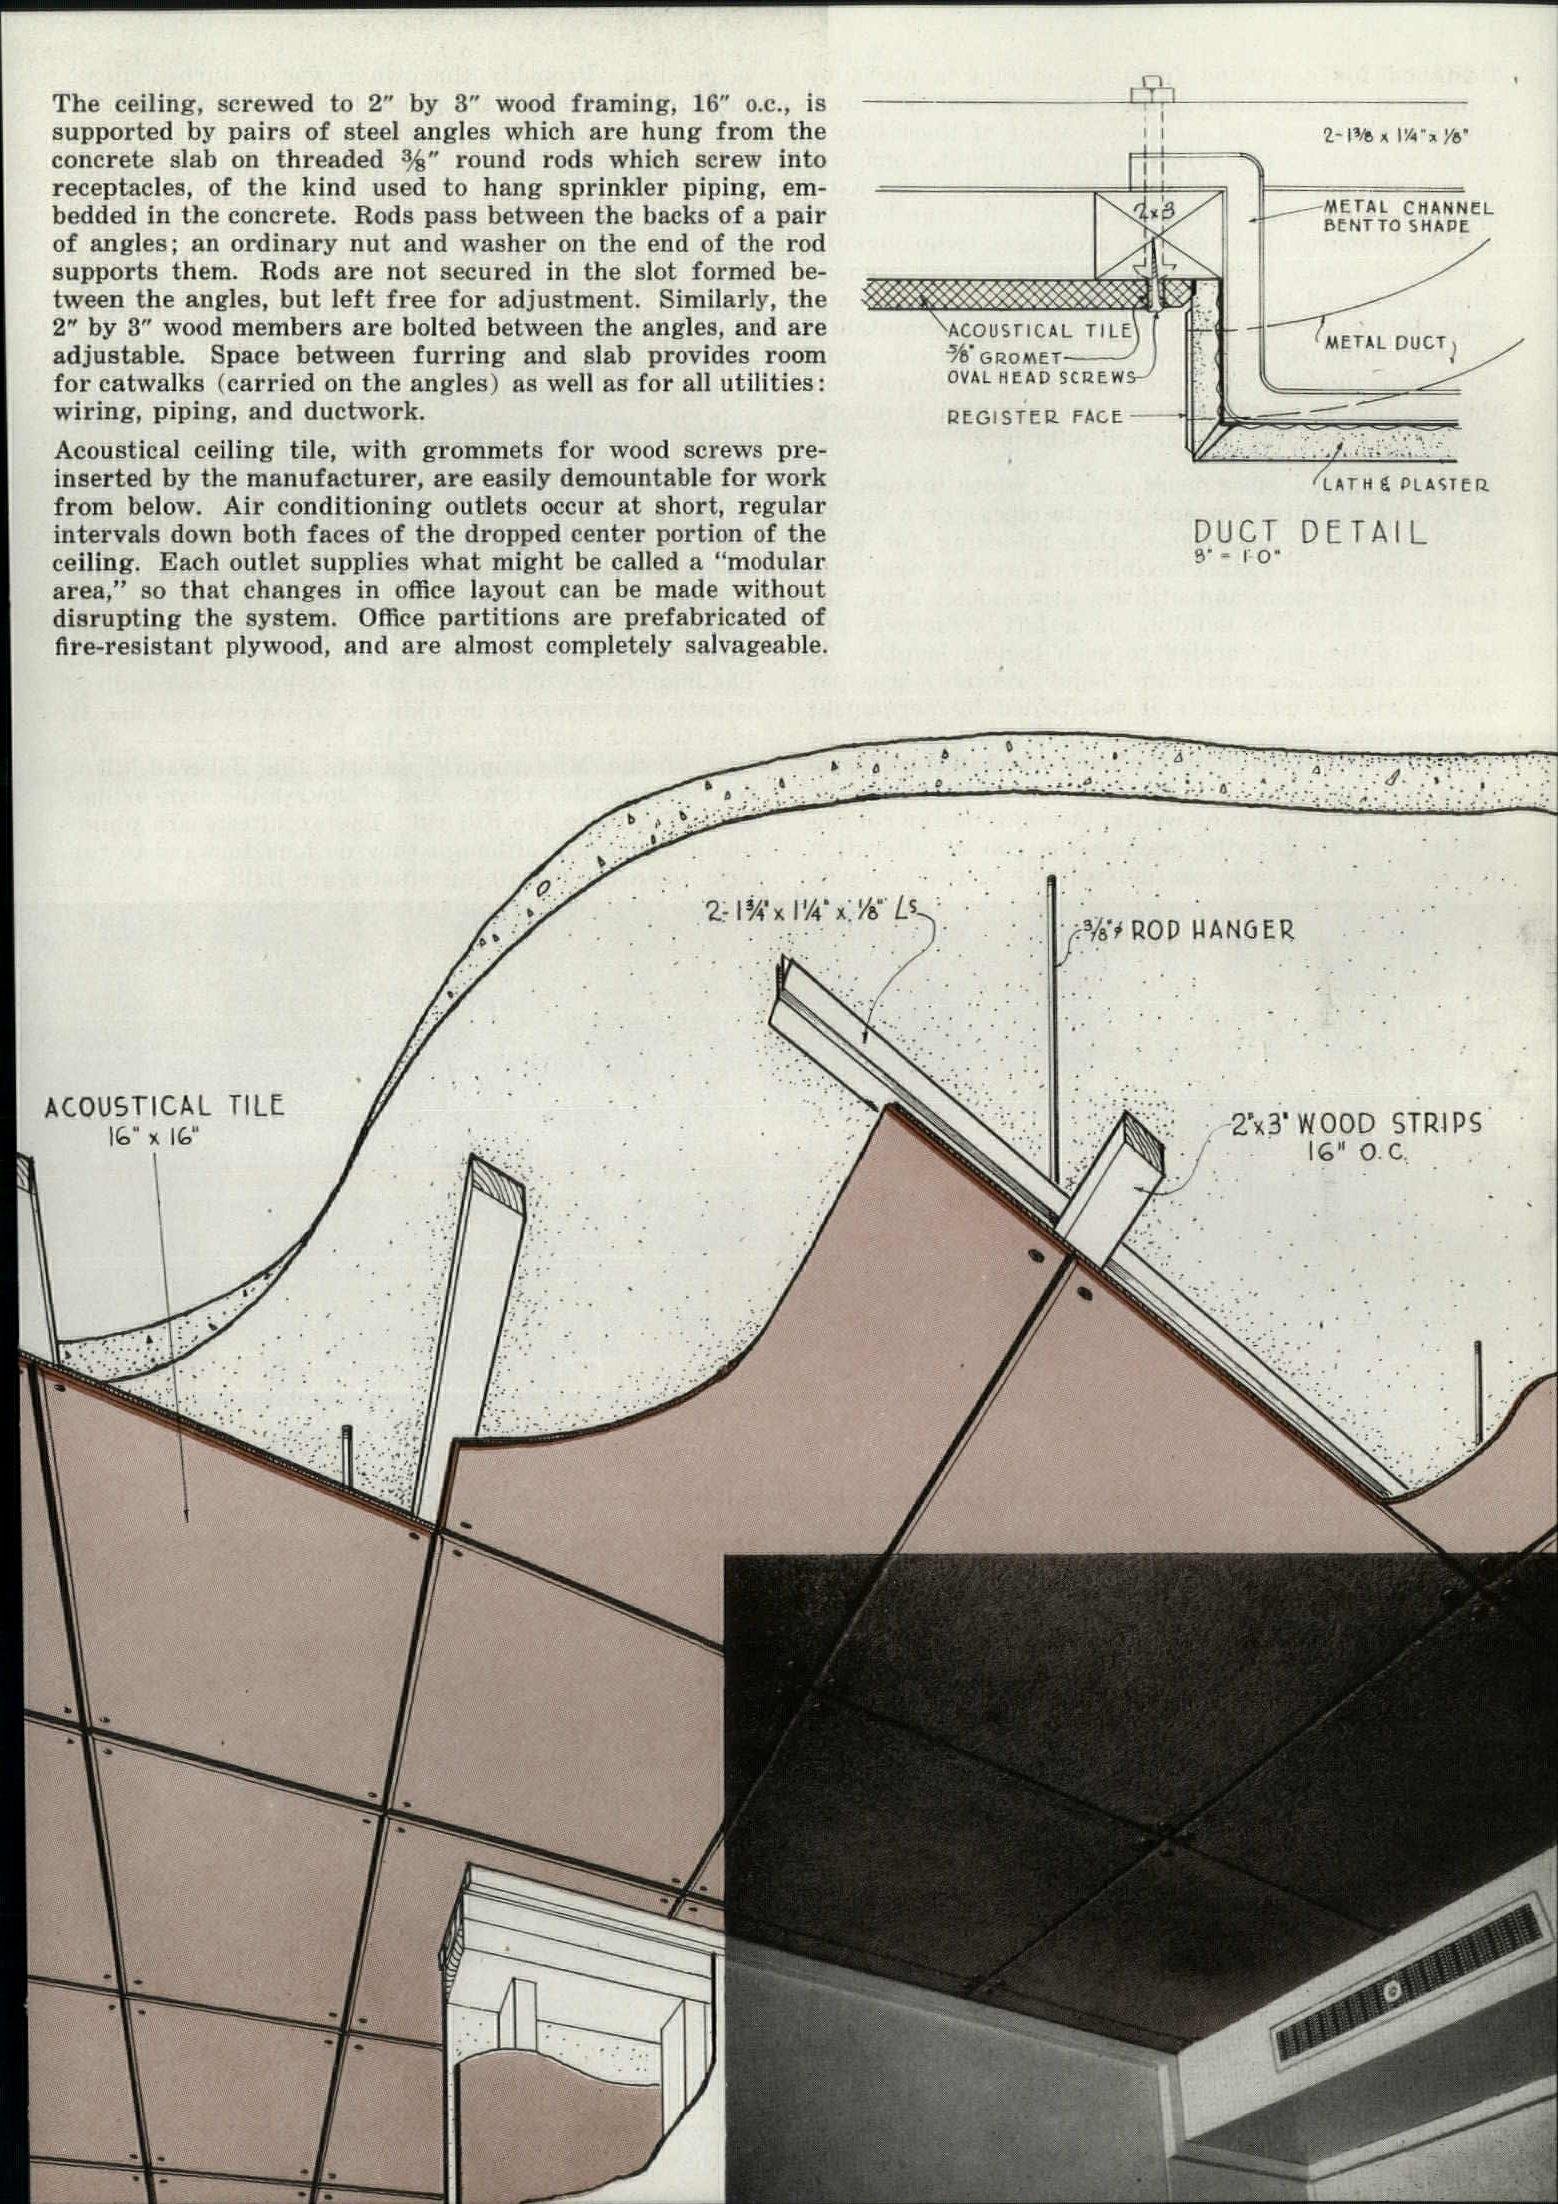 The ceiling, screwed to 2″ by 3″ wood framing, 16″ o.c., is
supported by pairs of steel angles which are hung from the
concrete slab on threaded ⅜″ round rods which screw into
receptacles, of the kind used to hang sprinkler piping, em-
bedded in the concrete. Rods pass between the backs of a pair
of angles; an ordinary nut and washer on the end of the rod
supports them. Rods are not secured in the slot formed be-
tween the angles, but left free for adjustment. Similarly, the
2″ by 3″ wood members are bolted between the angles, and are
adjustable. Space between furring and slab provides room
for catwalks (carried on the angles) as well as for all utilities:
wiring, piping, and ductwork.
Acoustical ceiling tile, with grommets for wood screws pre-
inserted by the manufacturer, are easily demountable for work
from below. Air conditioning outlets occur at short, regular
intervals down both faces of the dropped center portion of the
ceiling. Each outlet supplies what might be called a “modular
area,” so that changes in office layout can be made without
disrupting the system. Office partitions are prefabricated of
fire-resistant plywood, and are almost completely salvageable.
2-1⅜ x 1¼" x ⅛"
2x3
METAL CHANNEL
BENT TO SHAPE
ACOUSTICAL TILE
⅝" GROMET
OVAL HEAD SCREWS
METAL DUCT
REGISTER FACE
LATH & PLASTER
DUCT DETAIL
3" = 1'-0"
2-1¾" x 1¼" x ⅛" Ls
⅜"ϕ ROD HANGER
ACOUSTICAL TILE
16" x 16"
2"x3" WOOD STRIPS
16" O.C.